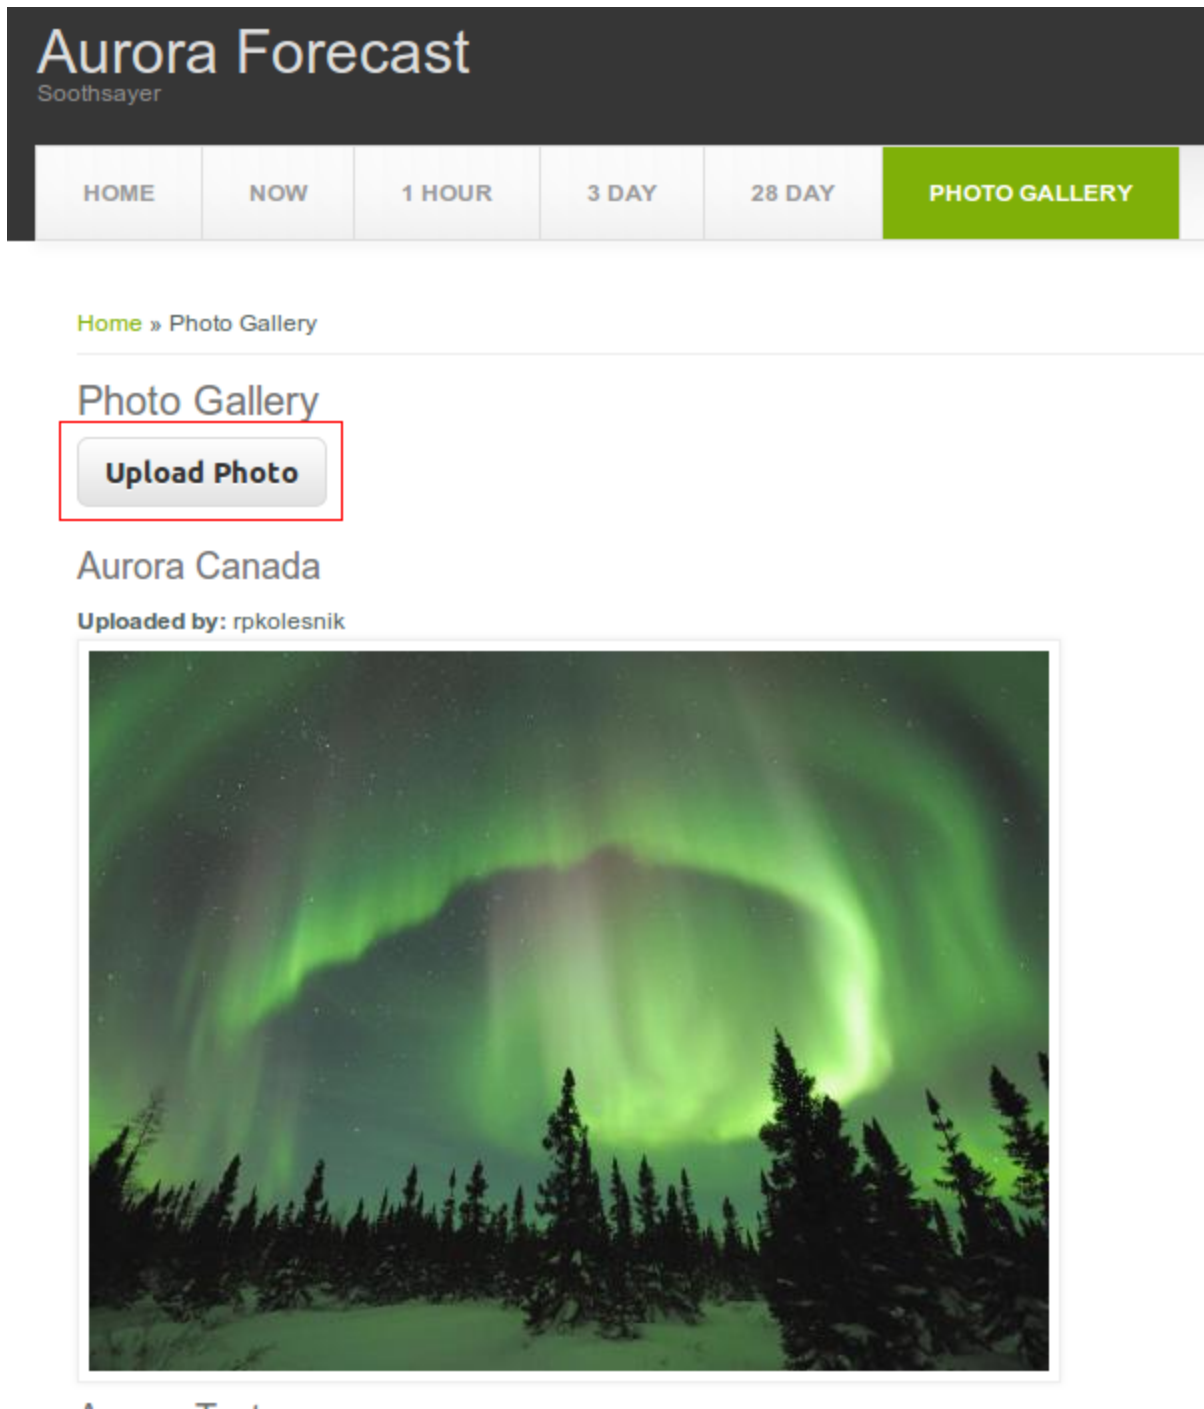 Aurora Forecast
Soothsayer
HOME NOW 1 HOUR 3 DAY 28 DAY PHOTO GALLERY
Home » Photo Gallery
Photo Gallery
Upload Photo
Aurora Canada
Uploaded by: rpkolesnik